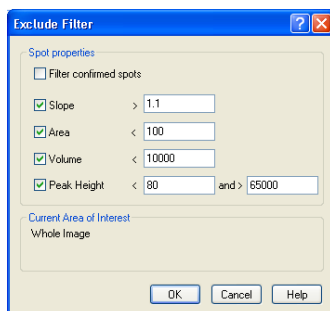 Exclude Filter
Spot properties
Filter confirmed spots
Slope > 1.1
Area < 100
Volume < 10000
Peak Height < 80 and > 65000
Current Area of Interest
Whole Image
OK Cancel Help